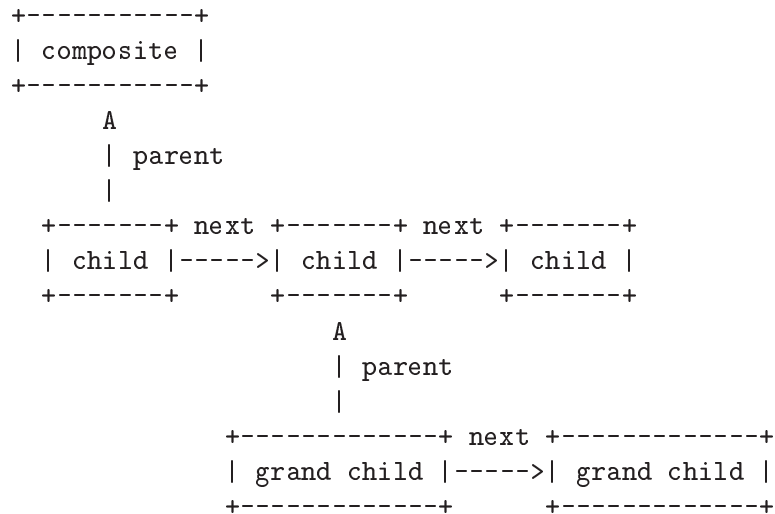 +-----------+
| composite |
+-----------+
      A
      | parent
      |
  +-------+ next +-------+ next +-------+
  | child |----->| child |----->| child |
  +-------+      +-------+      +-------+
                     A
                     | parent
                     |
              +-------------+ next +-------------+
              | grand child |----->| grand child |
              +-------------+      +-------------+